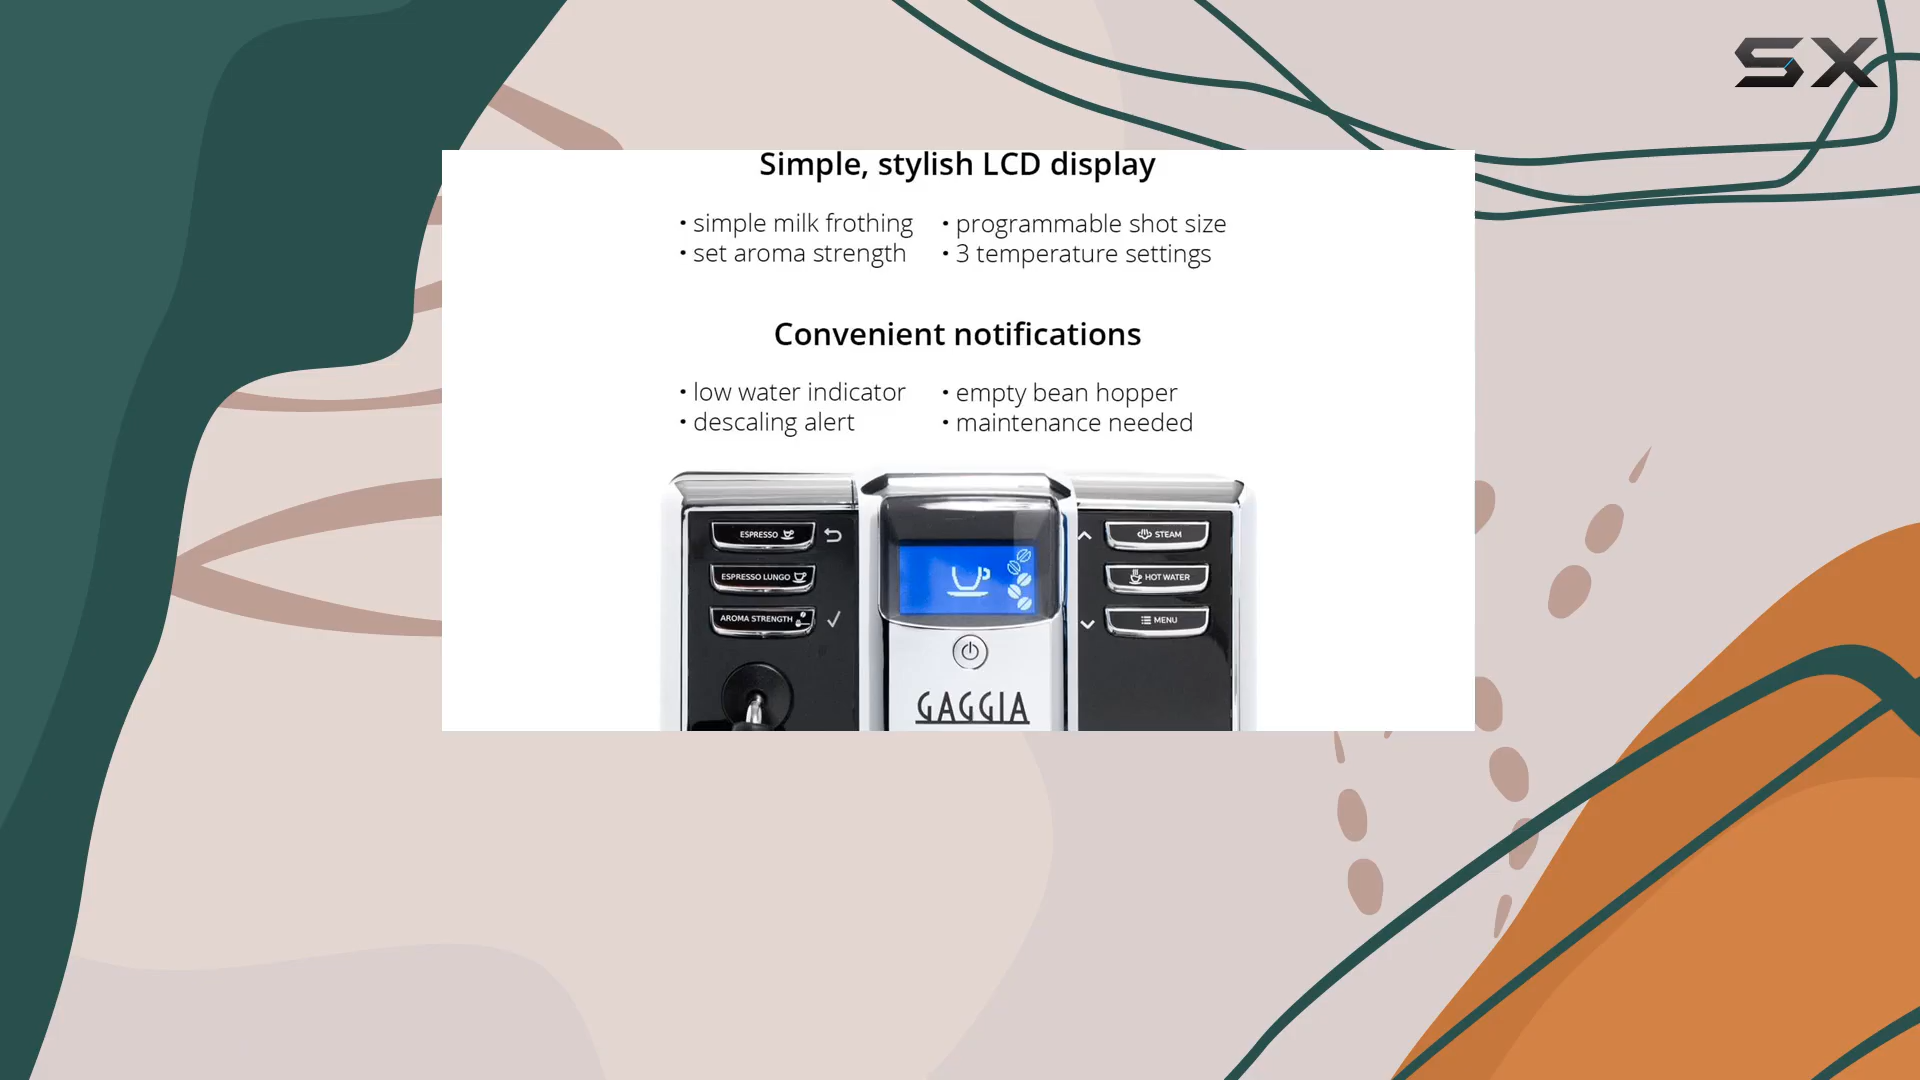 SX
Simple, stylish LCD display
• simple milk frothing • programmable shot size
• set aroma strength • 3 temperature settings
Convenient notifications
• low water indicator • empty bean hopper
• descaling alert • maintenance needed
ESPRESSO
STEAM
ESPRESSO LUNGO
HOT WATER
AROMA STRENGTH
MENU
GAGGIA